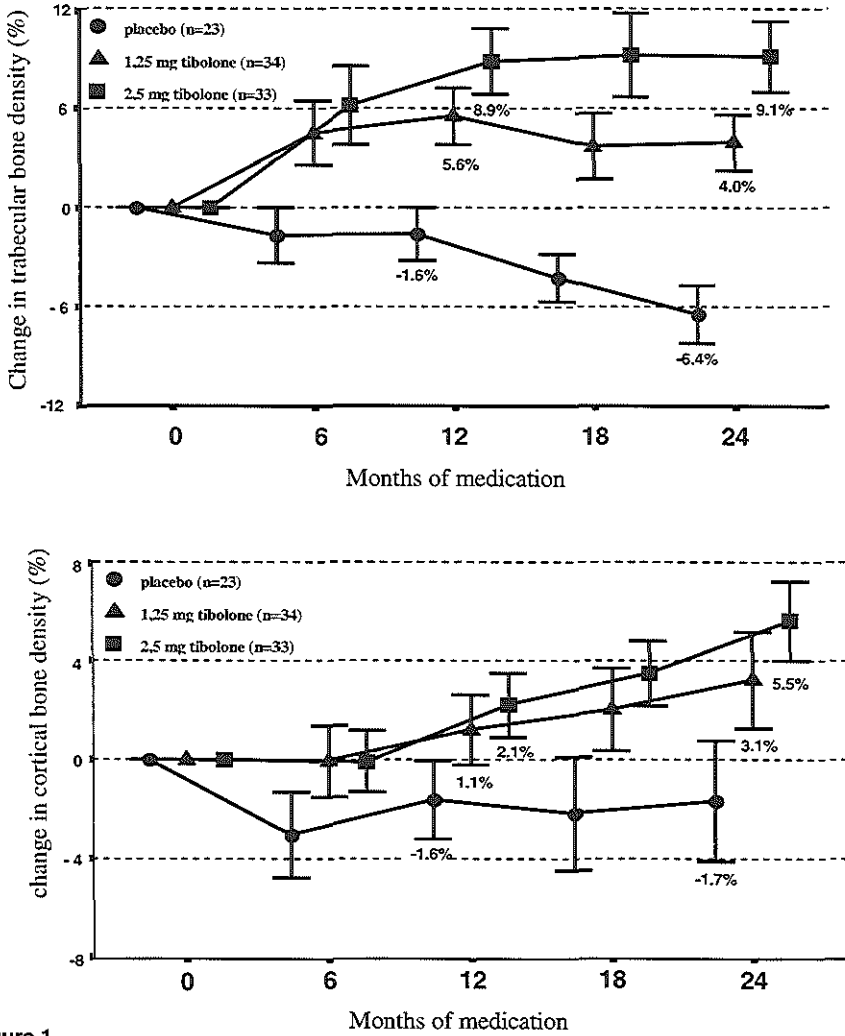 12
placebo (n=23)
1.25 mg tibolone (n=34)
2.5 mg tibolone (n=33)
6
0
- 6
-12
Change in trabecular bone density (%)
8.9%
9.1%
5.6%
4.0%
-1.6%
-6.4%
0 6 12 18 24
Months of medication
8
placebo (n=23)
1.25 mg tibolone (n=34)
2.5 mg tibolone (n=33)
4
0
- 4
-8
change in cortical bone density (%)
5.5%
3.1%
2.1%
1.1%
-1.6%
-1.7%
0 6 12 18 24
Months of medication